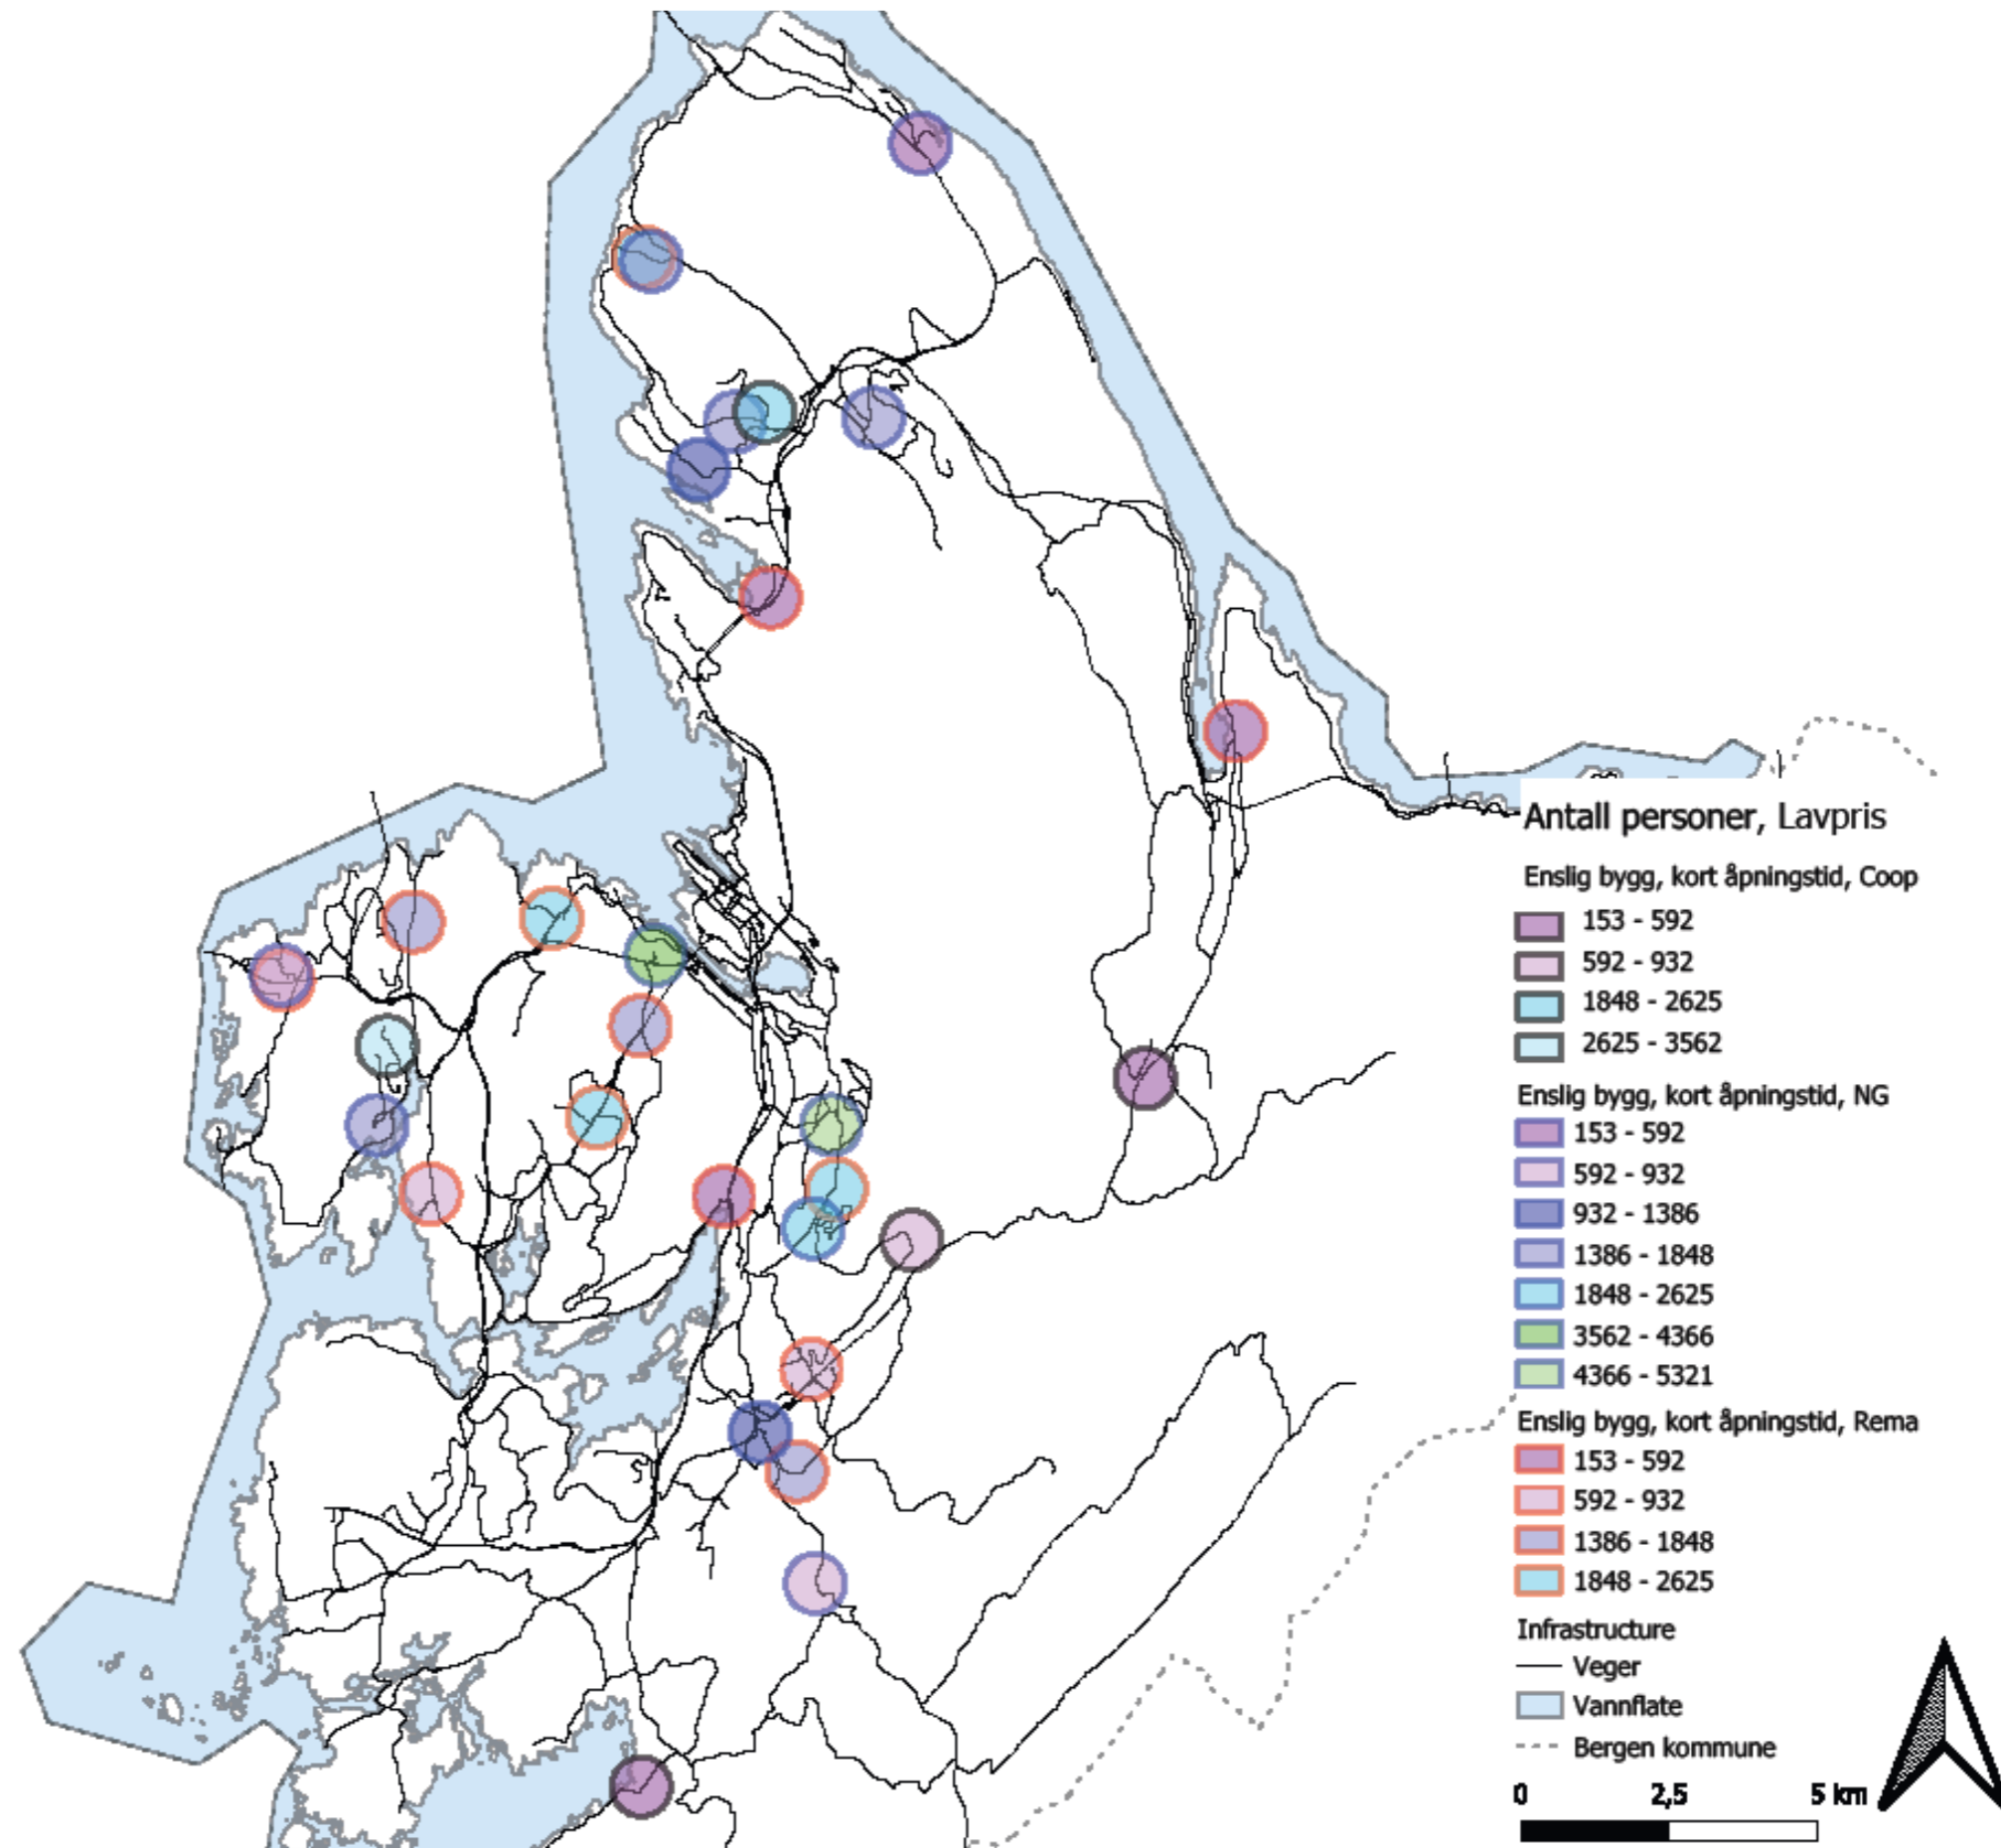 Antall personer, Lavpris
Enslig bygg, kort åpningstid, Coop
153 - 592
592 - 932
1848 - 2625
2625 - 3562
Enslig bygg, kort åpningstid, NG
153 - 592
592 - 932
932 - 1386
1386 - 1848
1848 - 2625
3562 - 4366
4366 - 5321
Enslig bygg, kort åpningstid, Rema
153 - 592
592 - 932
1386 - 1848
1848 - 2625
Infrastructure
Veger
Vannflate
Bergen kommune
0 2,5 5 km